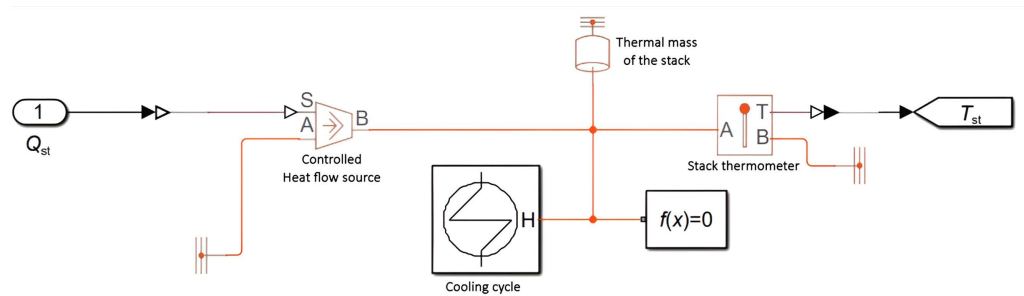 1
Q_st
S
A
B
Controlled
Heat flow source
Thermal mass
of the stack
A
T
B
Stack thermometer
T_st
H
Cooling cycle
f(x)=0